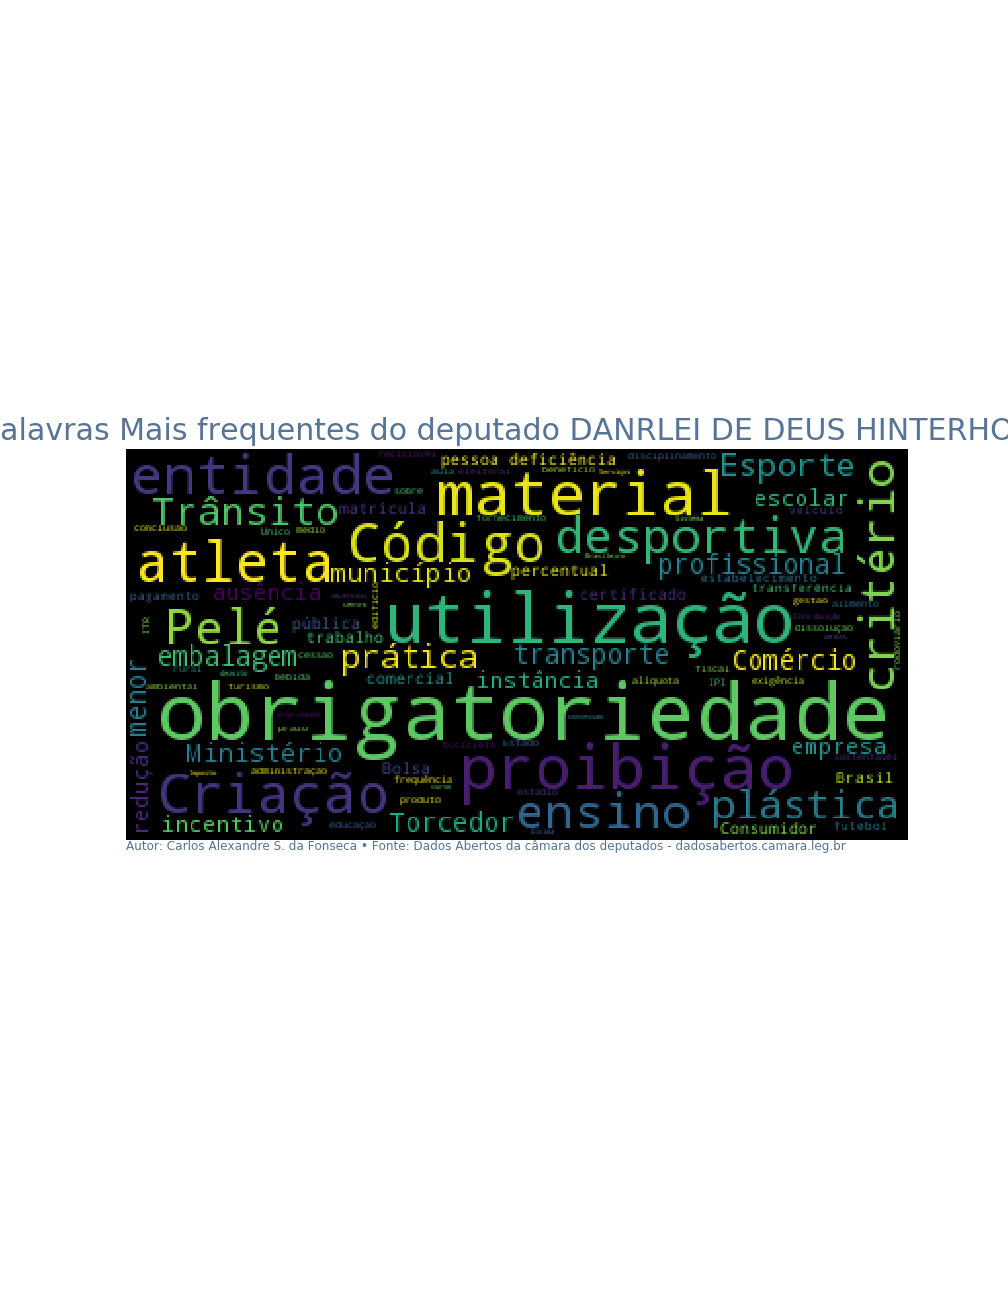 alavras Mais frequentes do deputado DANRLEI DE DEUS HINTERHO
reciclável
pessoa deficiência
disciplinamento
entidade
Esporte
benefício
material
sobre
escolar
Trânsito
matrícula
veículo
fornecimento
desportiva
critério
conclusão
Único
médio
Código
Brasileiro
atleta
município
percentual
profissional
estabelecimento
transferência
pagamento
ausência
certificado
edifício
gestão
alimento
utilização
ITR
Pelé
pública
dissolução
trabalho
rodoviário
embalagem
cessão
prática
transporte
Comércio
rural
fiscal
menor
bebida
comercial
instância
alíquota
IPI
exigência
ambiental
turismo
obrigatoriedade
redução
Ministério
bicicleta
empresa
sustentável
proibição
administração
Bolsa
Criação
frequência
Brasil
estádio
produto
ensino
plástica
incentivo
educação
Torcedor
Consumidor
futebol
Autor: Carlos Alexandre S. da Fonseca • Fonte: Dados Abertos da câmara dos deputados - dadosabertos.camara.leg.br